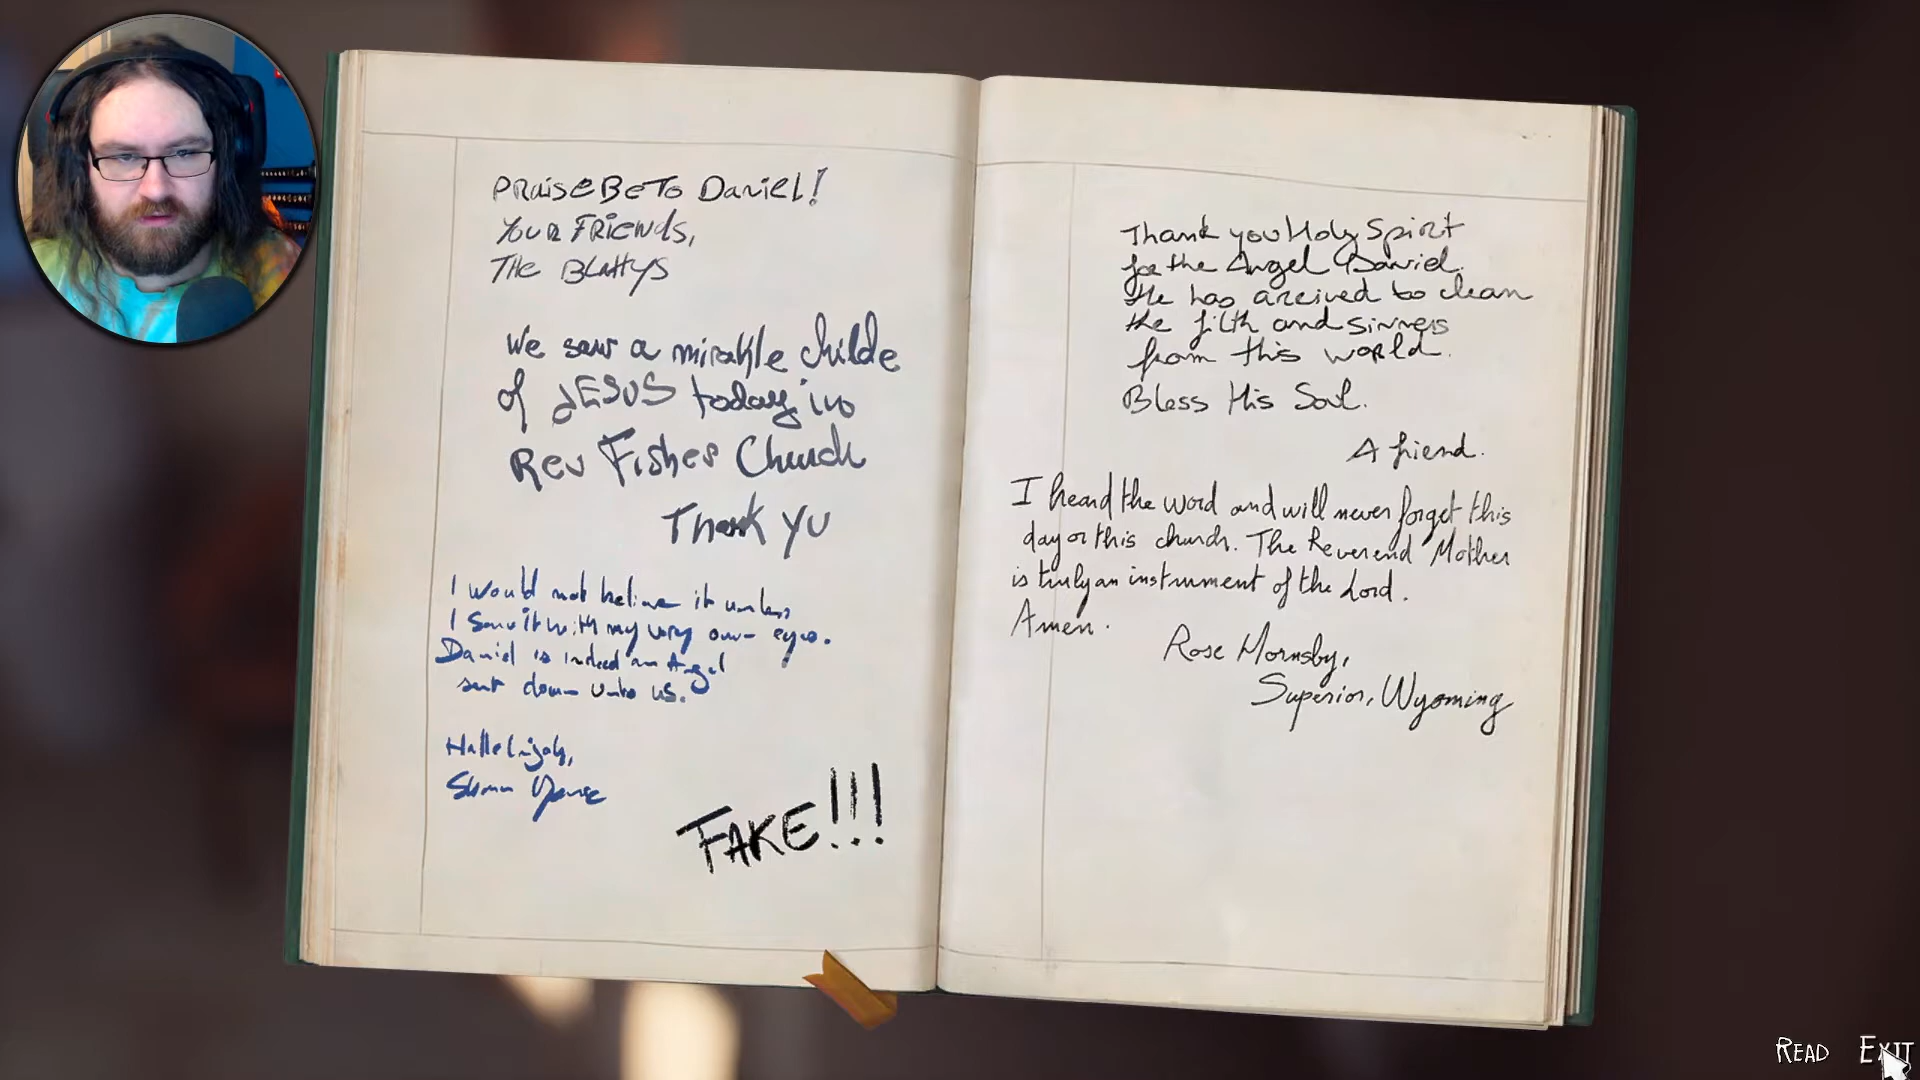 Praise Be To Daniel!
Your Friends,
The Blattys
We saw a mirakle childe
of JESUS today in
Rev Fisher Church
Thank YU
I would not believe it unless
I saw it with my very own eyes.
Daniel is indeed an Angel
sent down unto us.
Hallelujah,
FAKE!!!
Thank you Holy Spirit
for the Angel Daniel.
He has arrived to clean
the filth and sinners
from this world.
Bless His Soul.
A friend.
I heard the word and will never forget this
day or this church. The Reverend Mother
is truly an instrument of the Lord.
Amen.
Rose Hornsby,
Superior, Wyoming
READ EXIT